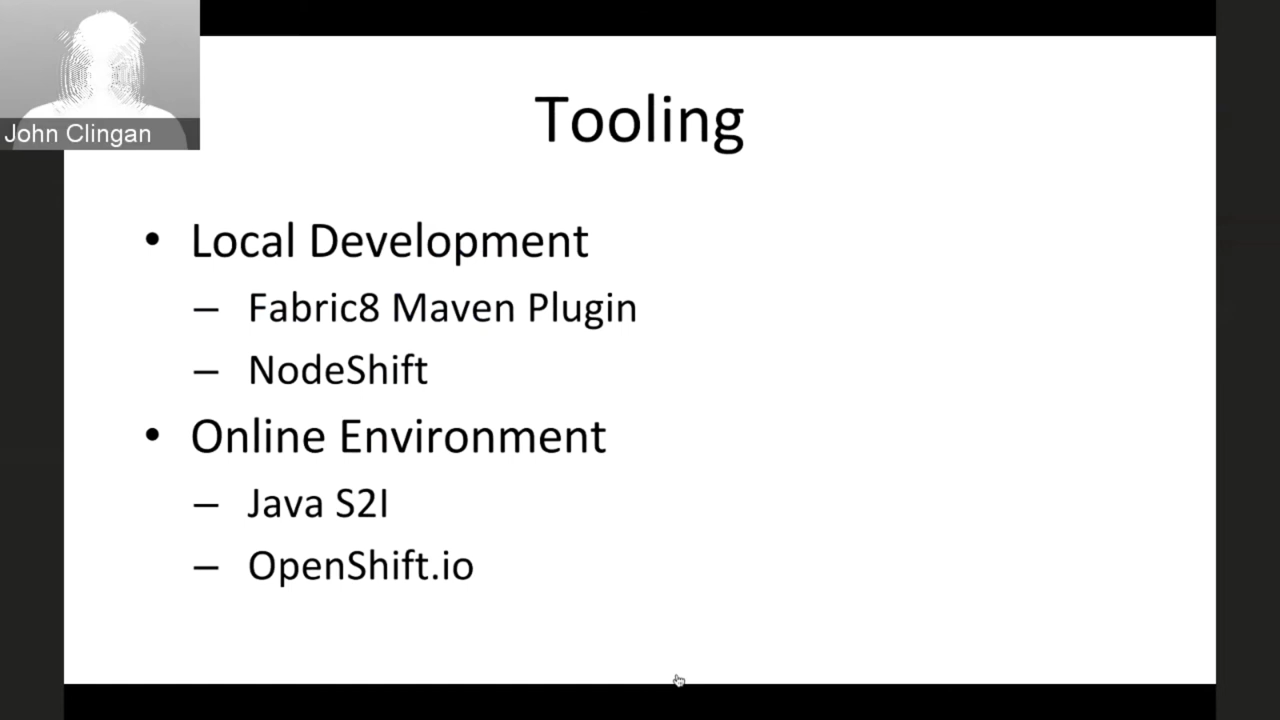 John Clingan
Tooling
• Local Development
– Fabric8 Maven Plugin
– NodeShift
• Online Environment
– Java S2I
– OpenShift.io